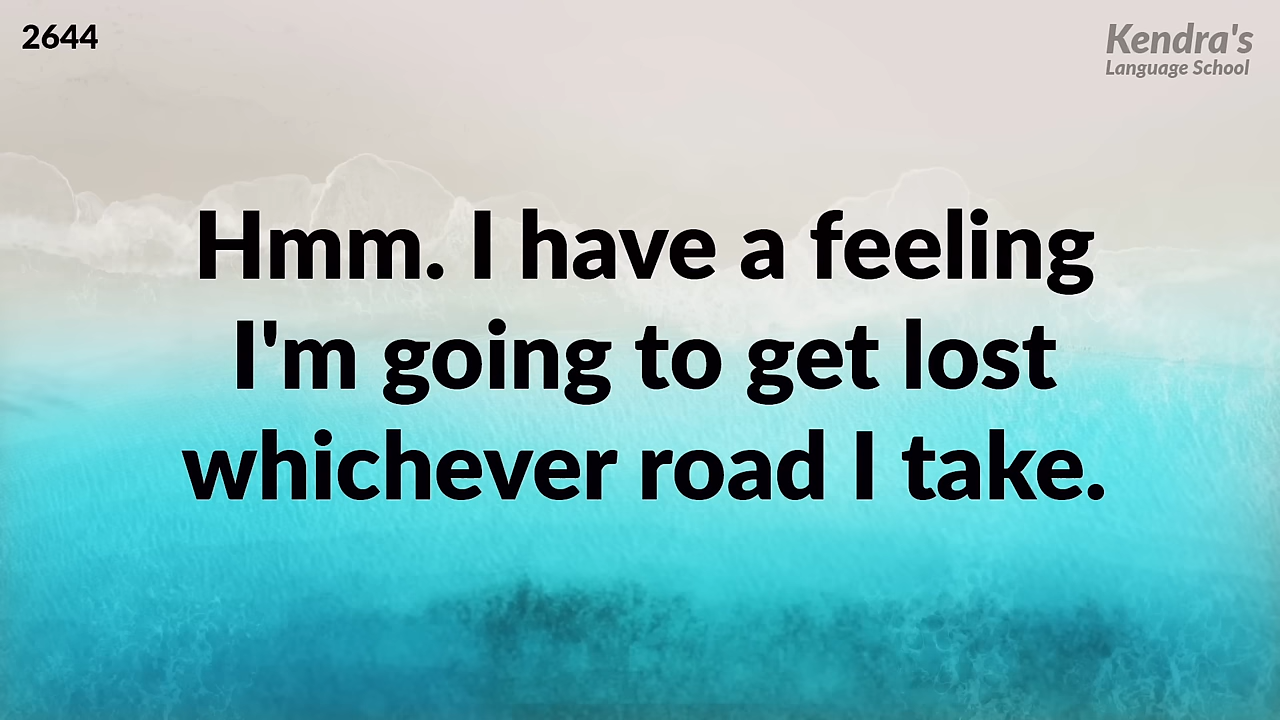 2644
Kendra's
Language School
Hmm. I have a feeling
I'm going to get lost
whichever road I take.